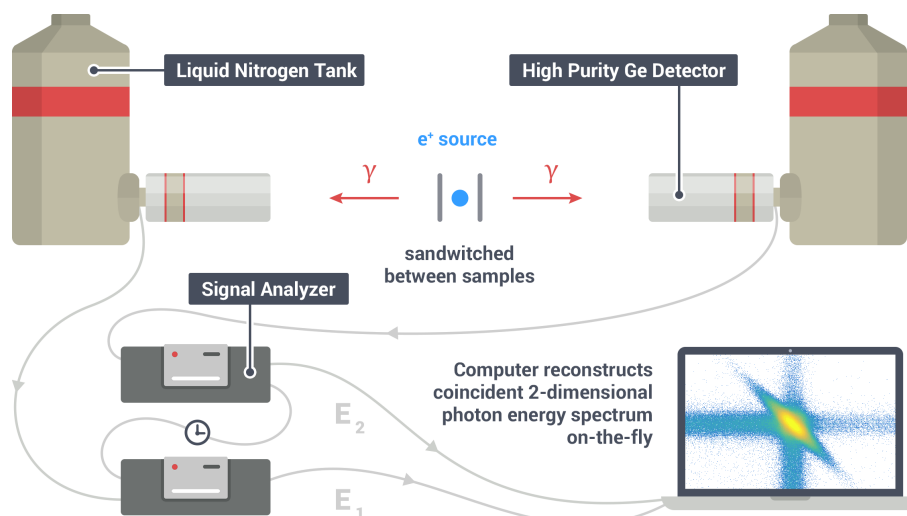 Liquid Nitrogen Tank
High Purity Ge Detector
e⁺ source
γ
γ
sandwitched
between samples
Signal Analyzer
Computer reconstructs
coincident 2-dimensional
photon energy spectrum
on-the-fly
E₂
E₁